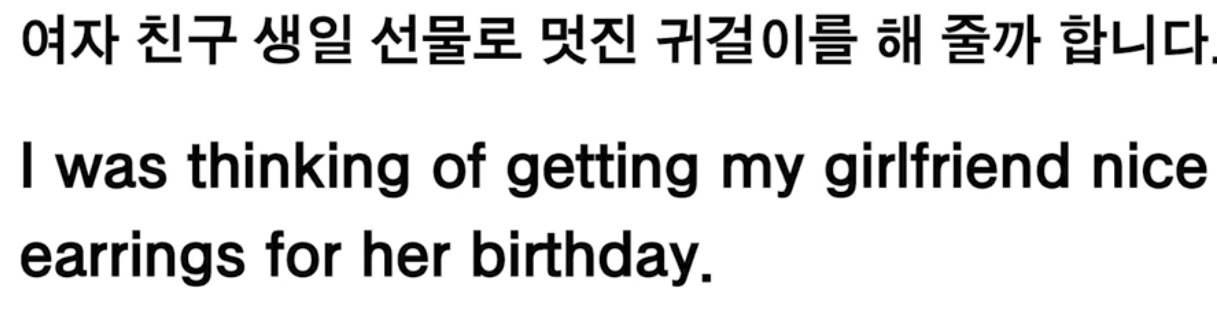 여자 친구 생일 선물로 멋진 귀걸이를 해 줄까 합니다.
I was thinking of getting my girlfriend nice
earrings for her birthday.